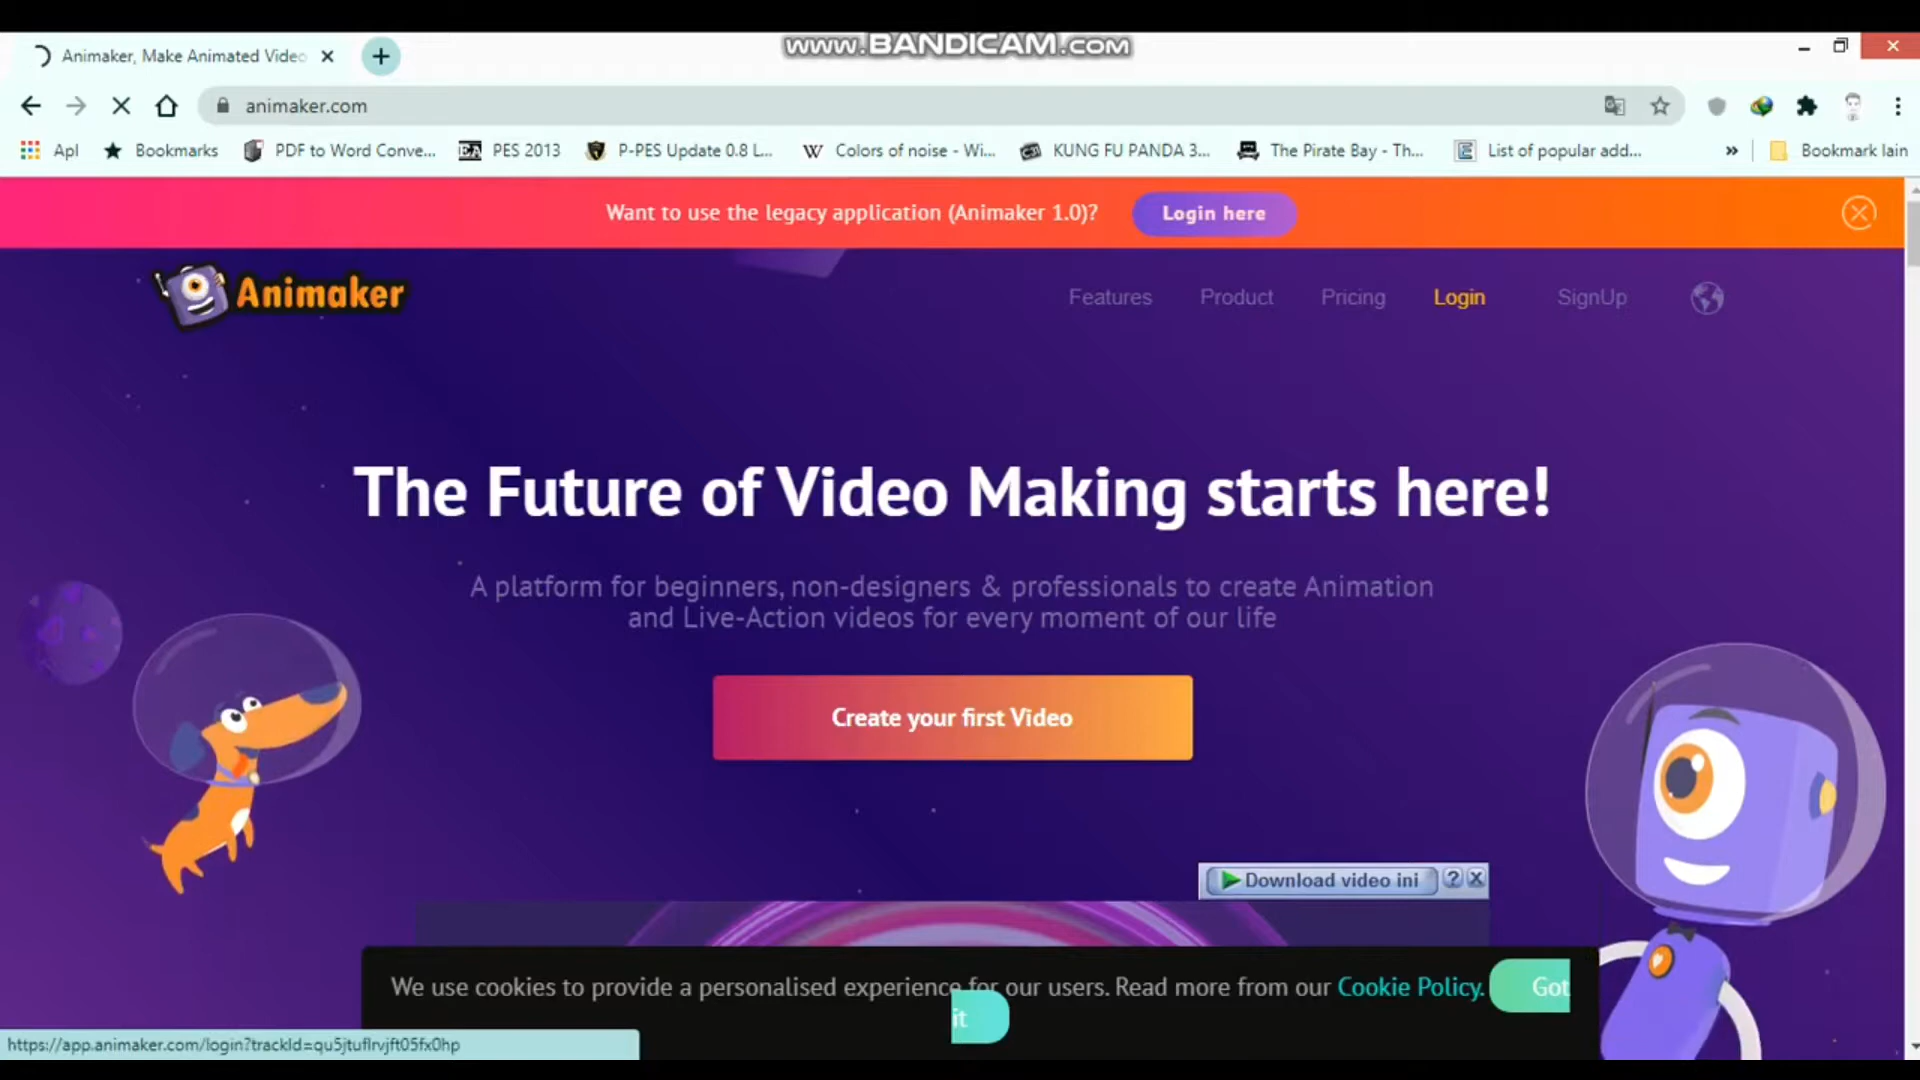 www.BANDICAM.com
Animaker, Make Animated Video
animaker.com
Apl
Bookmarks
PDF to Word Conve...
PES 2013
P-PES Update 0.8 L...
Colors of noise - Wi...
KUNG FU PANDA 3...
The Pirate Bay - Th...
List of popular add...
»
Bookmark lain
Want to use the legacy application (Animaker 1.0)?
Login here
Animaker
Features
Product
Pricing
Login
SignUp
The Future of Video Making starts here!
A platform for beginners, non-designers & professionals to create Animation
and Live-Action videos for every moment of our life
Create your first Video
Download video ini
We use cookies to provide a personalised experience for our users. Read more from our Cookie Policy. Got
it
https://app.animaker.com/login?trackId=qu5jtuflrvjft05fx0hp